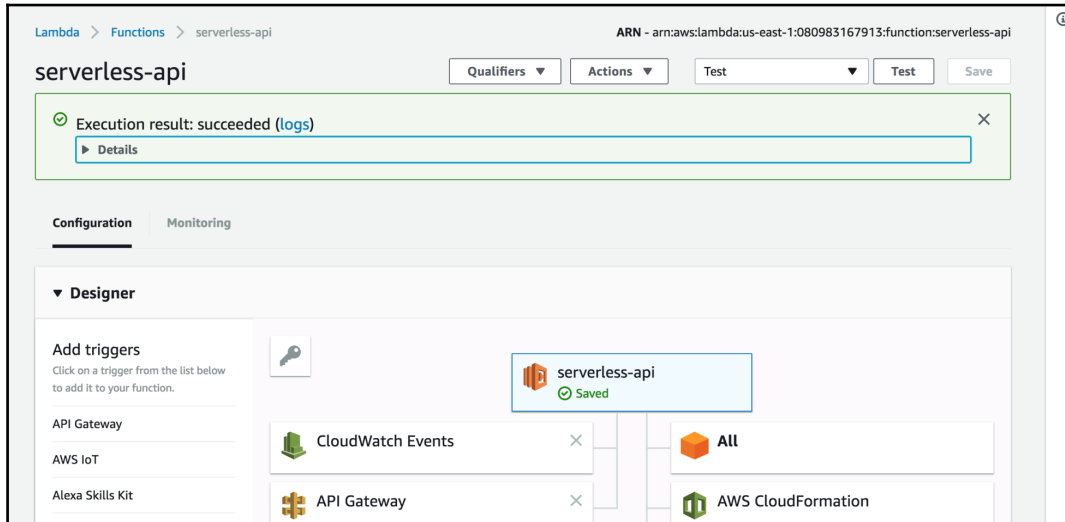 Lambda > Functions > serverless-api
ARN - arn:aws:lambda:us-east-1:080983167913:function:serverless-api
serverless-api
Qualifiers ▼
Actions ▼
Test ▼
Test
Save
Execution result: succeeded (logs)
Details
Configuration
Monitoring
Designer
Add triggers
Click on a trigger from the list below
to add it to your function.
API Gateway
AWS IoT
Alexa Skills Kit
serverless-api
Saved
CloudWatch Events
API Gateway
All
AWS CloudFormation